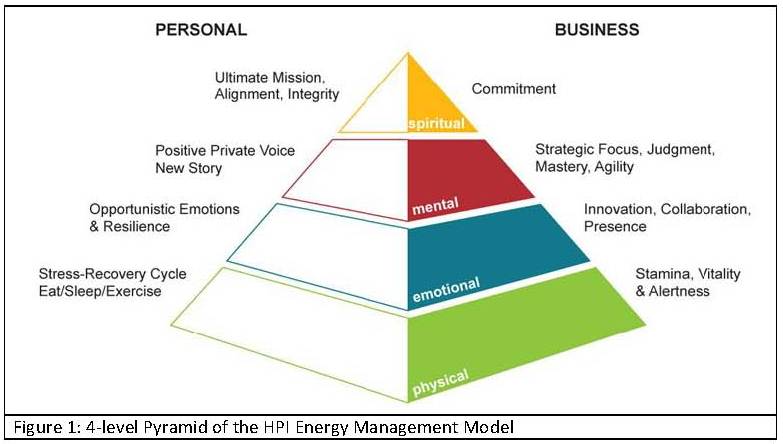 PERSONAL
BUSINESS
Ultimate Mission,
Alignment, Integrity
Commitment
spiritual
Positive Private Voice
New Story
Strategic Focus, Judgment,
Mastery, Agility
mental
Opportunistic Emotions
& Resilience
Innovation, Collaboration,
Presence
emotional
Stress-Recovery Cycle
Eat/Sleep/Exercise
Stamina, Vitality
& Alertness
physical
Figure 1: 4-level Pyramid of the HPI Energy Management Model